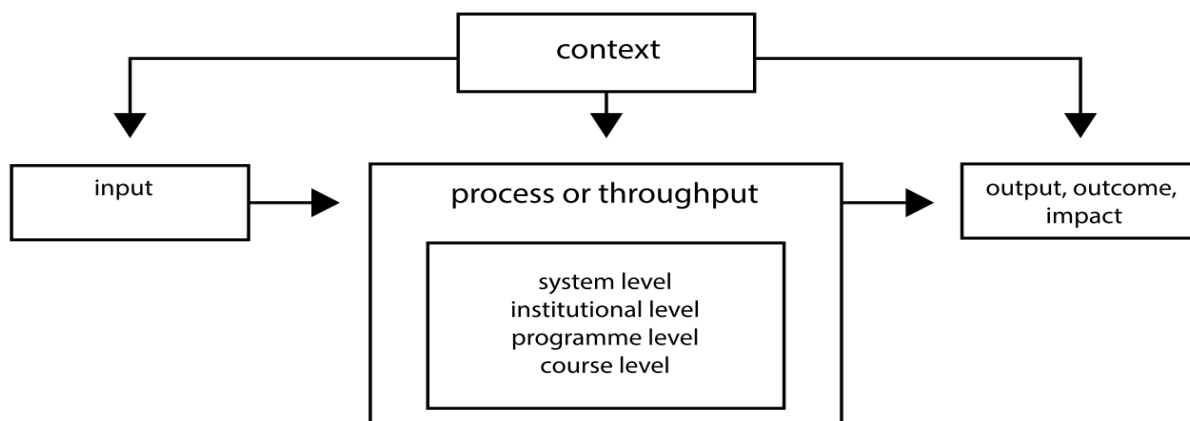 context
input
process or throughput
output, outcome,
impact
system level
institutional level
programme level
course level